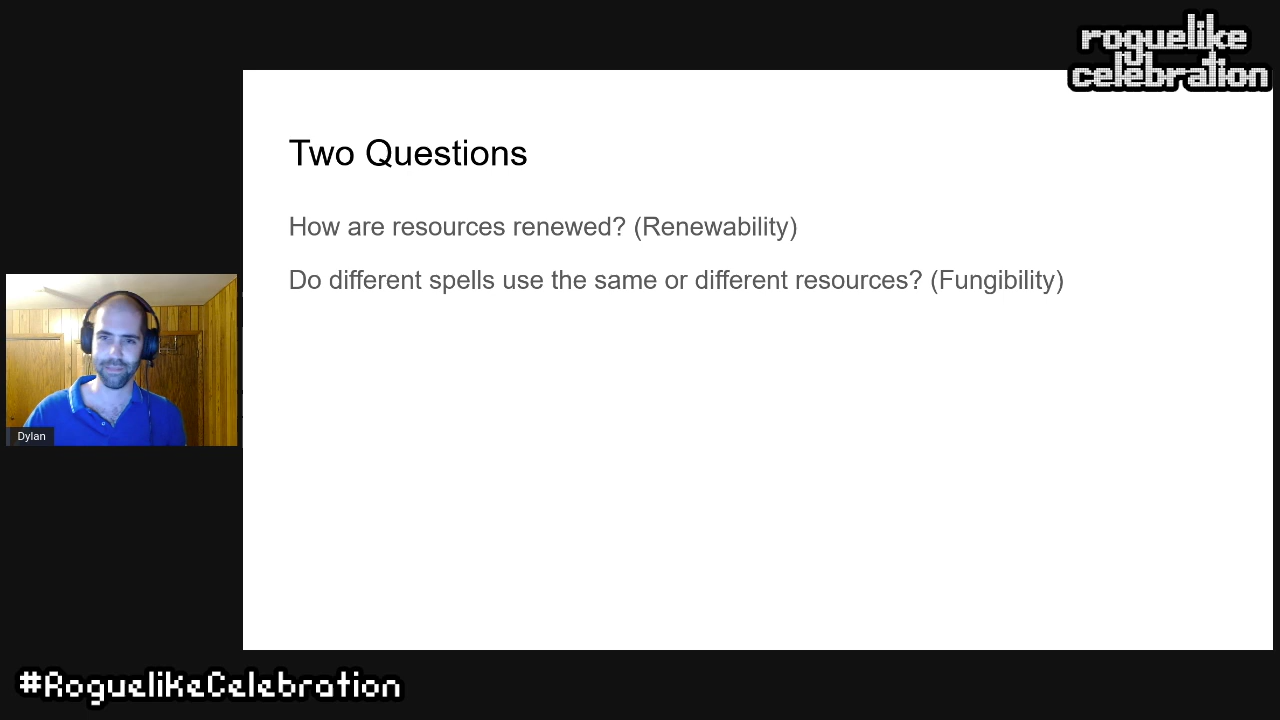 roguelike
celebration
Two Questions
How are resources renewed? (Renewability)
Do different spells use the same or different resources? (Fungibility)
Dylan
#RoguelikeCelebration